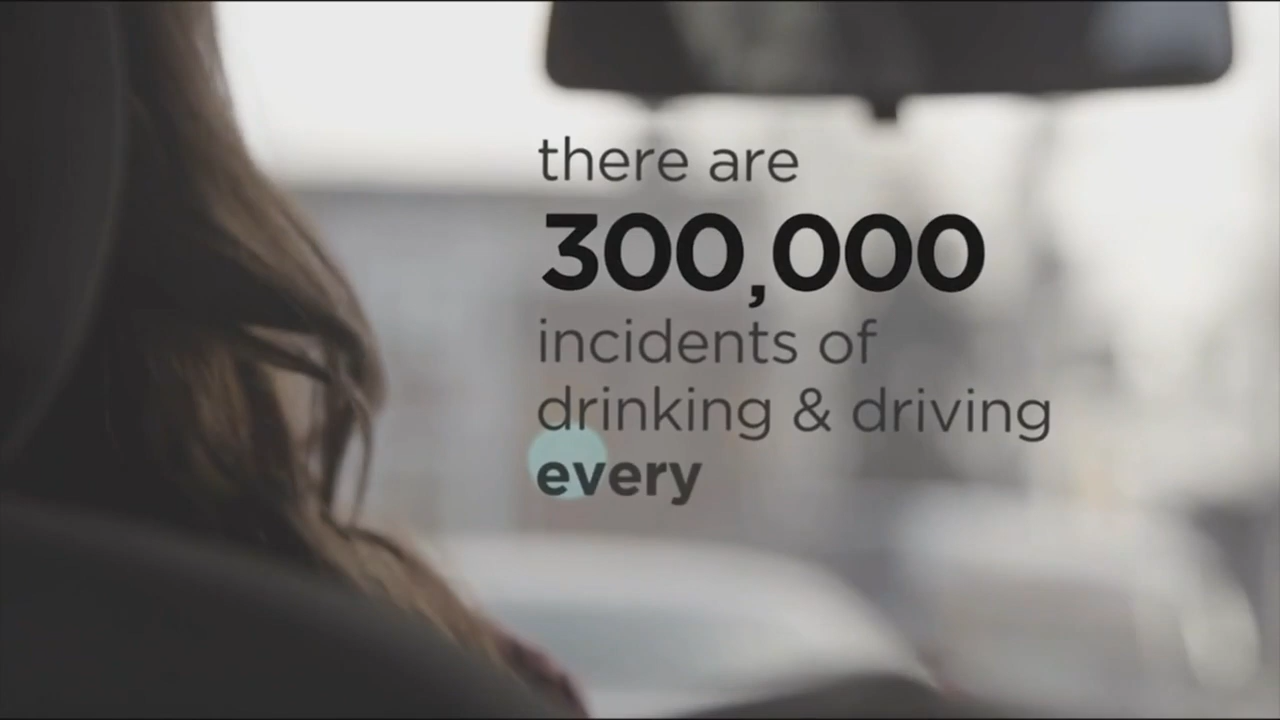 there are
300,000
incidents of
drinking & driving
every